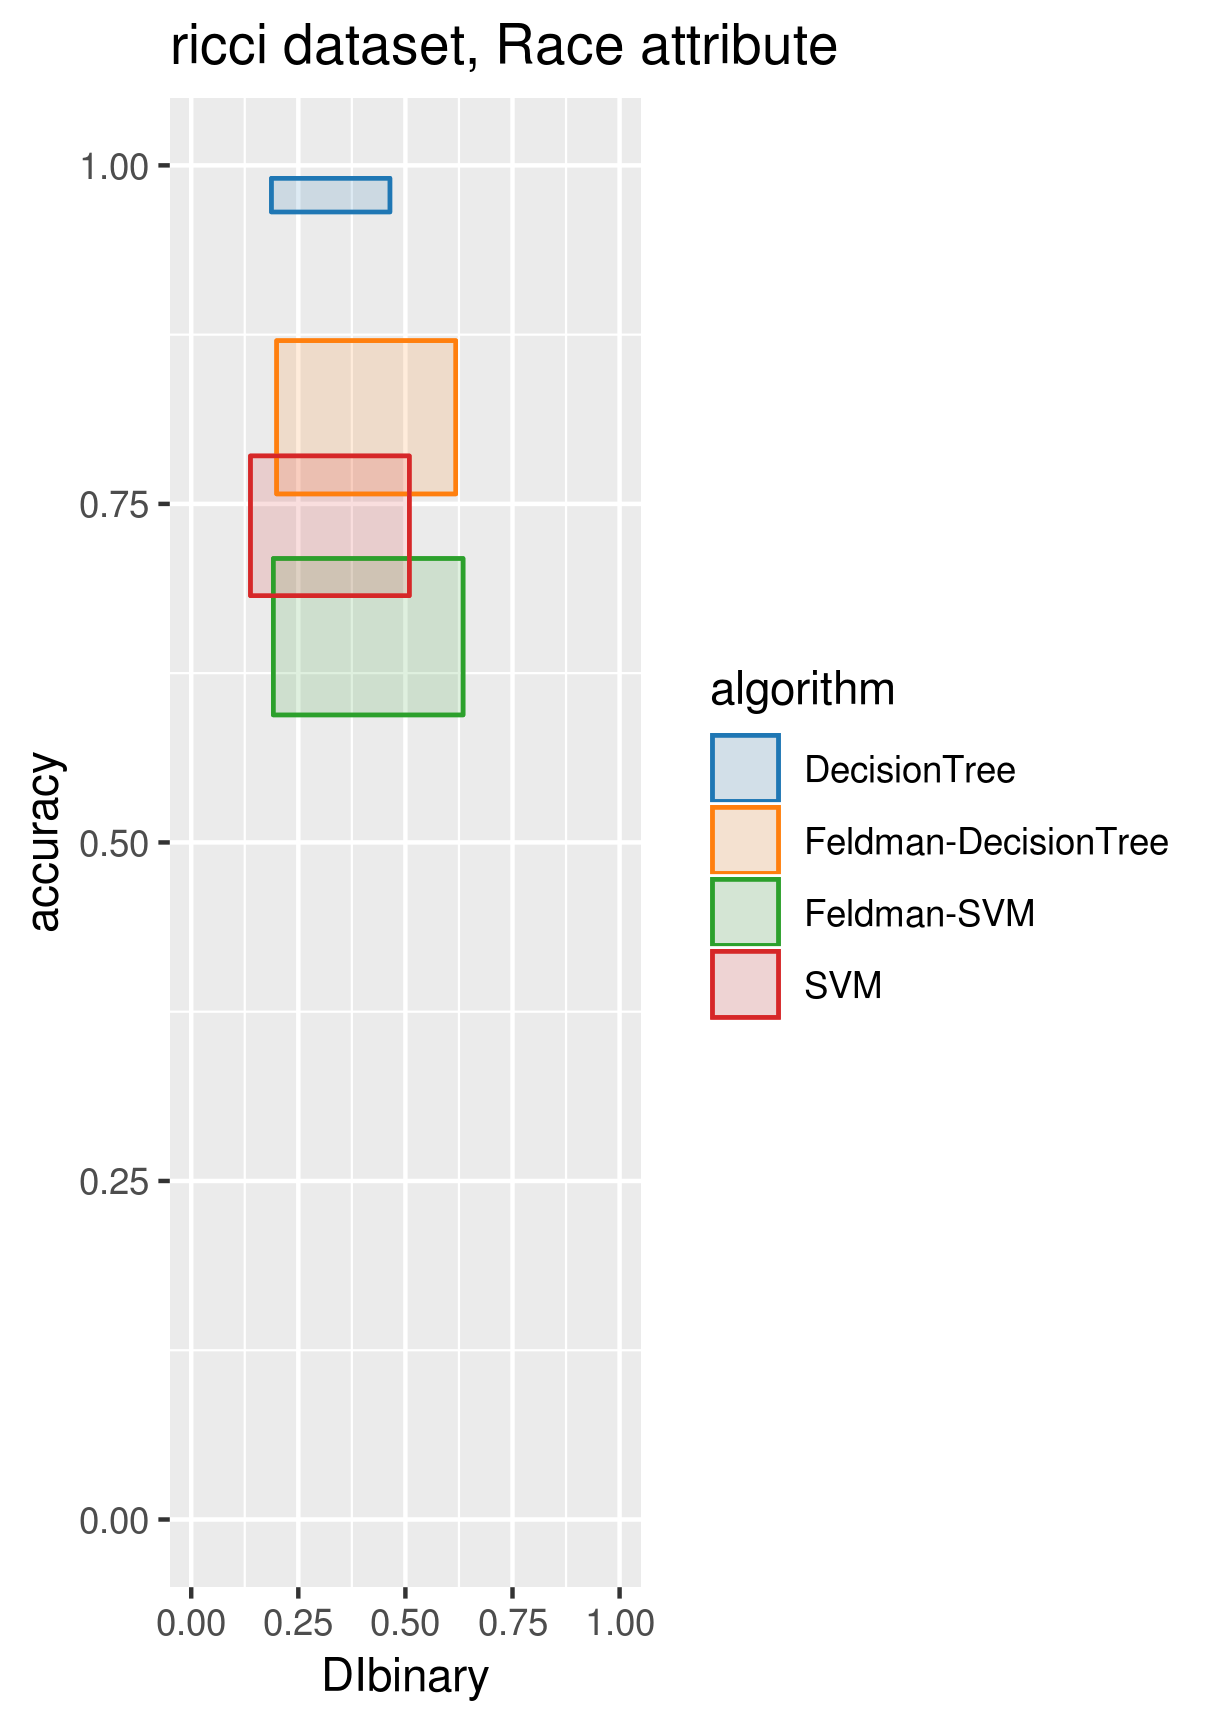 ricci dataset, Race attribute
1.00
0.75
0.50
0.25
0.00
accuracy
0.00 0.25 0.50 0.75 1.00
DIbinary
algorithm
DecisionTree
Feldman-DecisionTree
Feldman-SVM
SVM